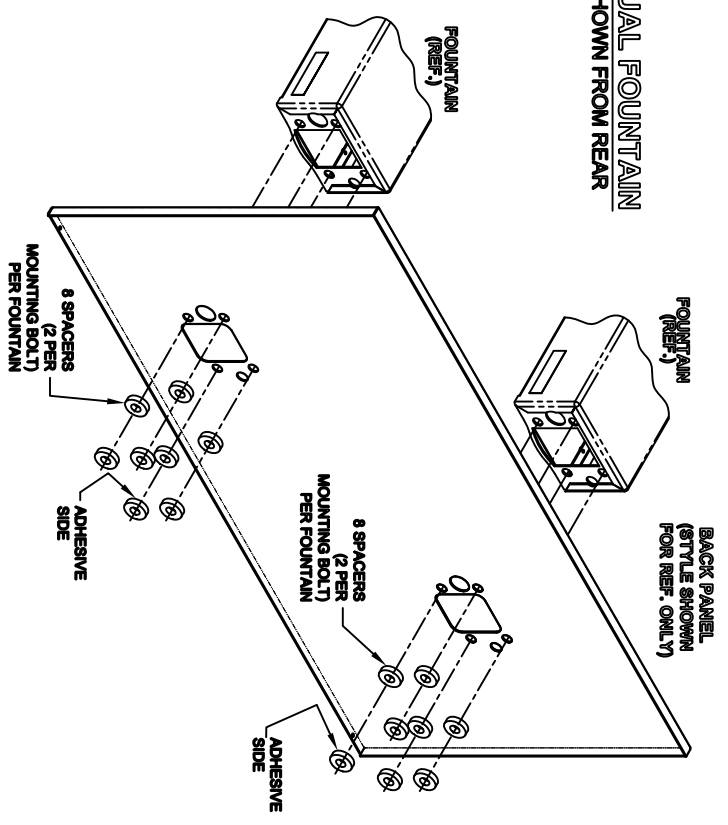 UAL FOUNTAIN
HOWN FROM REAR
FOUNTAIN
(REF.)
FOUNTAIN
(REF.)
BACK PANEL
(STYLE SHOWN
FOR REF. ONLY)
8 SPACERS
(2 PER
MOUNTING BOLT)
PER FOUNTAIN
ADHESIVE
SIDE
8 SPACERS
(2 PER
MOUNTING BOLT)
PER FOUNTAIN
ADHESIVE
SIDE